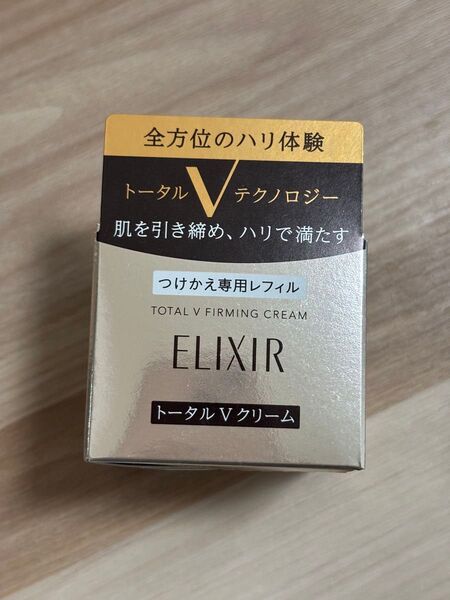 全方位のハリ体験
トータル V テクノロジー
肌を引き締め、ハリで満たす
つけかえ専用レフィル
TOTAL V FIRMING CREAM
ELIXIR
トータル V クリーム